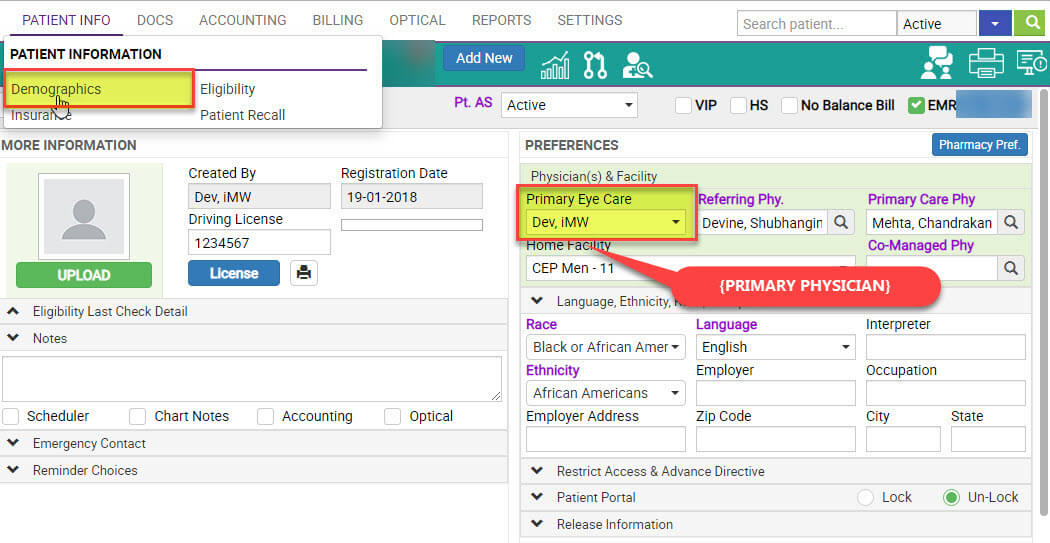 PATIENT INFO DOCS ACCOUNTING BILLING OPTICAL REPORTS SETTINGS Search patient... Active
PATIENT INFORMATION
Add New
Demographics Eligibility
Insurance Patient Recall
Pt. AS Active VIP HS No Balance Bill EMR
MORE INFORMATION
PREFERENCES Pharmacy Pref.
Created By Registration Date
Dev, iMW 19-01-2018
Driving License
1234567
UPLOAD License
Eligibility Last Check Detail
Notes
Scheduler Chart Notes Accounting Optical
Emergency Contact
Reminder Choices
Physician(s) & Facility
Primary Eye Care Referring Phy. Primary Care Phy
Dev, iMW Devine, Shubhangin Mehta, Chandrakan
Home Facility Co-Managed Phy
CEP Men - 11
{PRIMARY PHYSICIAN}
Language, Ethnicity,
Race Language Interpreter
Black or African Amer English
Ethnicity Employer Occupation
African Americans
Employer Address Zip Code City State
Restrict Access & Advance Directive
Patient Portal Lock Un-Lock
Release Information